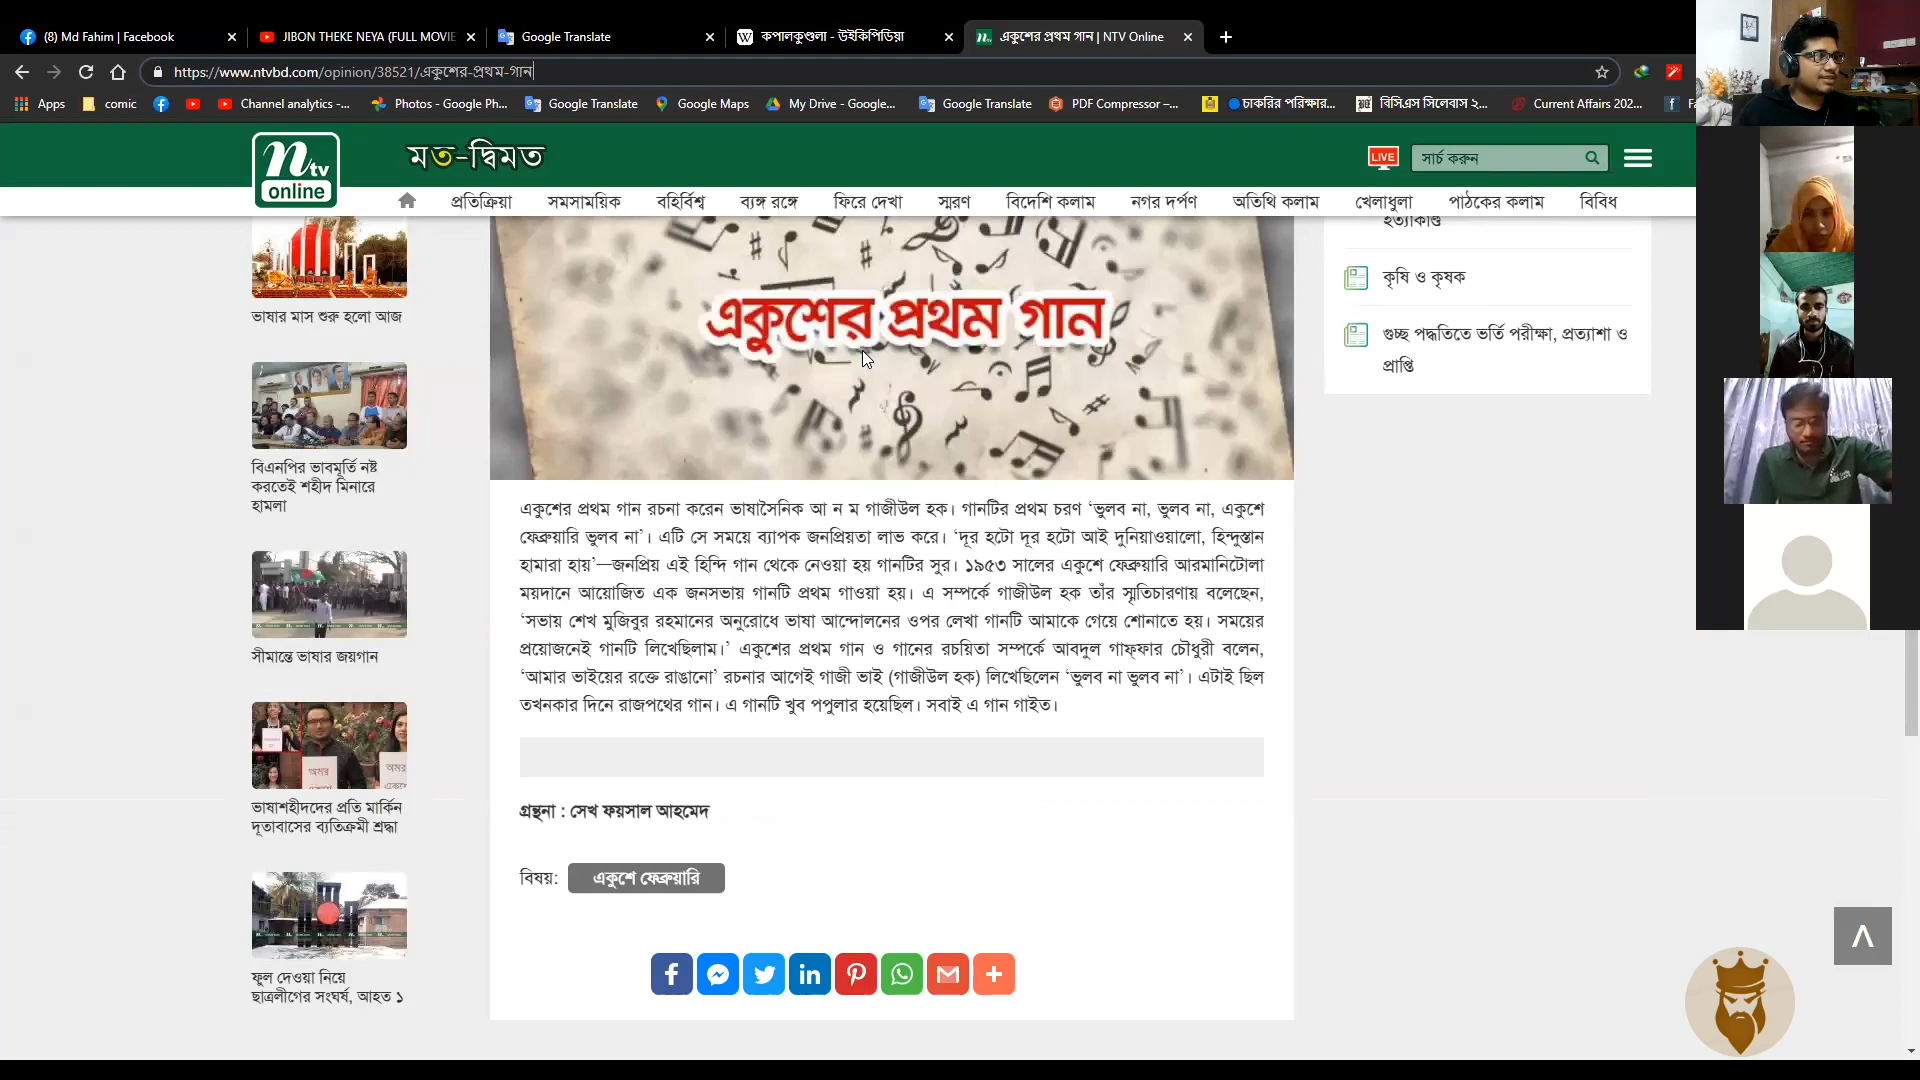 (8) Md Fahim | Facebook
JIBON THEKE NEYA (FULL MOVIE
Google Translate
কপালকুণ্ডলা - উইকিপিডিয়া
একুশের প্রথম গান | NTV Online
https://www.ntvbd.com/opinion/38521/একুশের-প্রথম-গান
Apps
comic
Channel analytics -...
Photos - Google Ph...
Google Translate
Google Maps
My Drive - Google...
Google Translate
PDF Compressor –...
চাকরির পরিক্ষার...
বিসিএস সিলেবাস ২...
Current Affairs 202...
ntv
online
মত-দ্বিমত
LIVE
সার্চ করুন
প্রতিক্রিয়া
সমসাময়িক
বহির্বিশ্ব
ব্যঙ্গ রঙ্গে
ফিরে দেখা
স্মরণ
বিদেশি কলাম
নগর দর্পণ
অতিথি কলাম
খেলাধুলা
পাঠকের কলাম
বিবিধ
ভাষার মাস শুরু হলো আজ
বিএনপির ভাবমূর্তি নষ্ট
করতেই শহীদ মিনারে
হামলা
সীমান্তে ভাষার জয়গান
অমর
অমর
ভাষাশহীদদের প্রতি মার্কিন
দূতাবাসের ব্যতিক্রমী শ্রদ্ধা
ফুল দেওয়া নিয়ে
ছাত্রলীগের সংঘর্ষ, আহত ১
একুশের প্রথম গান
একুশের প্রথম গান রচনা করেন ভাষাসৈনিক আ ন ম গাজীউল হক। গানটির প্রথম চরণ ‘ভুলব না, ভুলব না, একুশে
ফেব্রুয়ারি ভুলব না’। এটি সে সময়ে ব্যাপক জনপ্রিয়তা লাভ করে। ‘দূর হটো দূর হটো আই দুনিয়াওয়ালো, হিন্দুস্তান
হামারা হায়’—জনপ্রিয় এই হিন্দি গান থেকে নেওয়া হয় গানটির সুর। ১৯৫৩ সালের একুশে ফেব্রুয়ারি আরমানিটোলা
ময়দানে আয়োজিত এক জনসভায় গানটি প্রথম গাওয়া হয়। এ সম্পর্কে গাজীউল হক তাঁর স্মৃতিচারণায় বলেছেন,
‘সভায় শেখ মুজিবুর রহমানের অনুরোধে ভাষা আন্দোলনের ওপর লেখা গানটি আমাকে গেয়ে শোনাতে হয়। সময়ের
প্রয়োজনেই গানটি লিখেছিলাম।’ একুশের প্রথম গান ও গানের রচয়িতা সম্পর্কে আবদুল গাফ্‌ফার চৌধুরী বলেন,
‘আমার ভাইয়ের রক্তে রাঙানো’ রচনার আগেই গাজী ভাই (গাজীউল হক) লিখেছিলেন ‘ভুলব না ভুলব না’। এটাই ছিল
তখনকার দিনে রাজপথের গান। এ গানটি খুব পপুলার হয়েছিল। সবাই এ গান গাইত।
গ্রন্থনা : সেখ ফয়সাল আহমেদ
বিষয়:
একুশে ফেব্রুয়ারি
হত্যাকাণ্ড
কৃষি ও কৃষক
গুচ্ছ পদ্ধতিতে ভর্তি পরীক্ষা, প্রত্যাশা ও
প্রাপ্তি